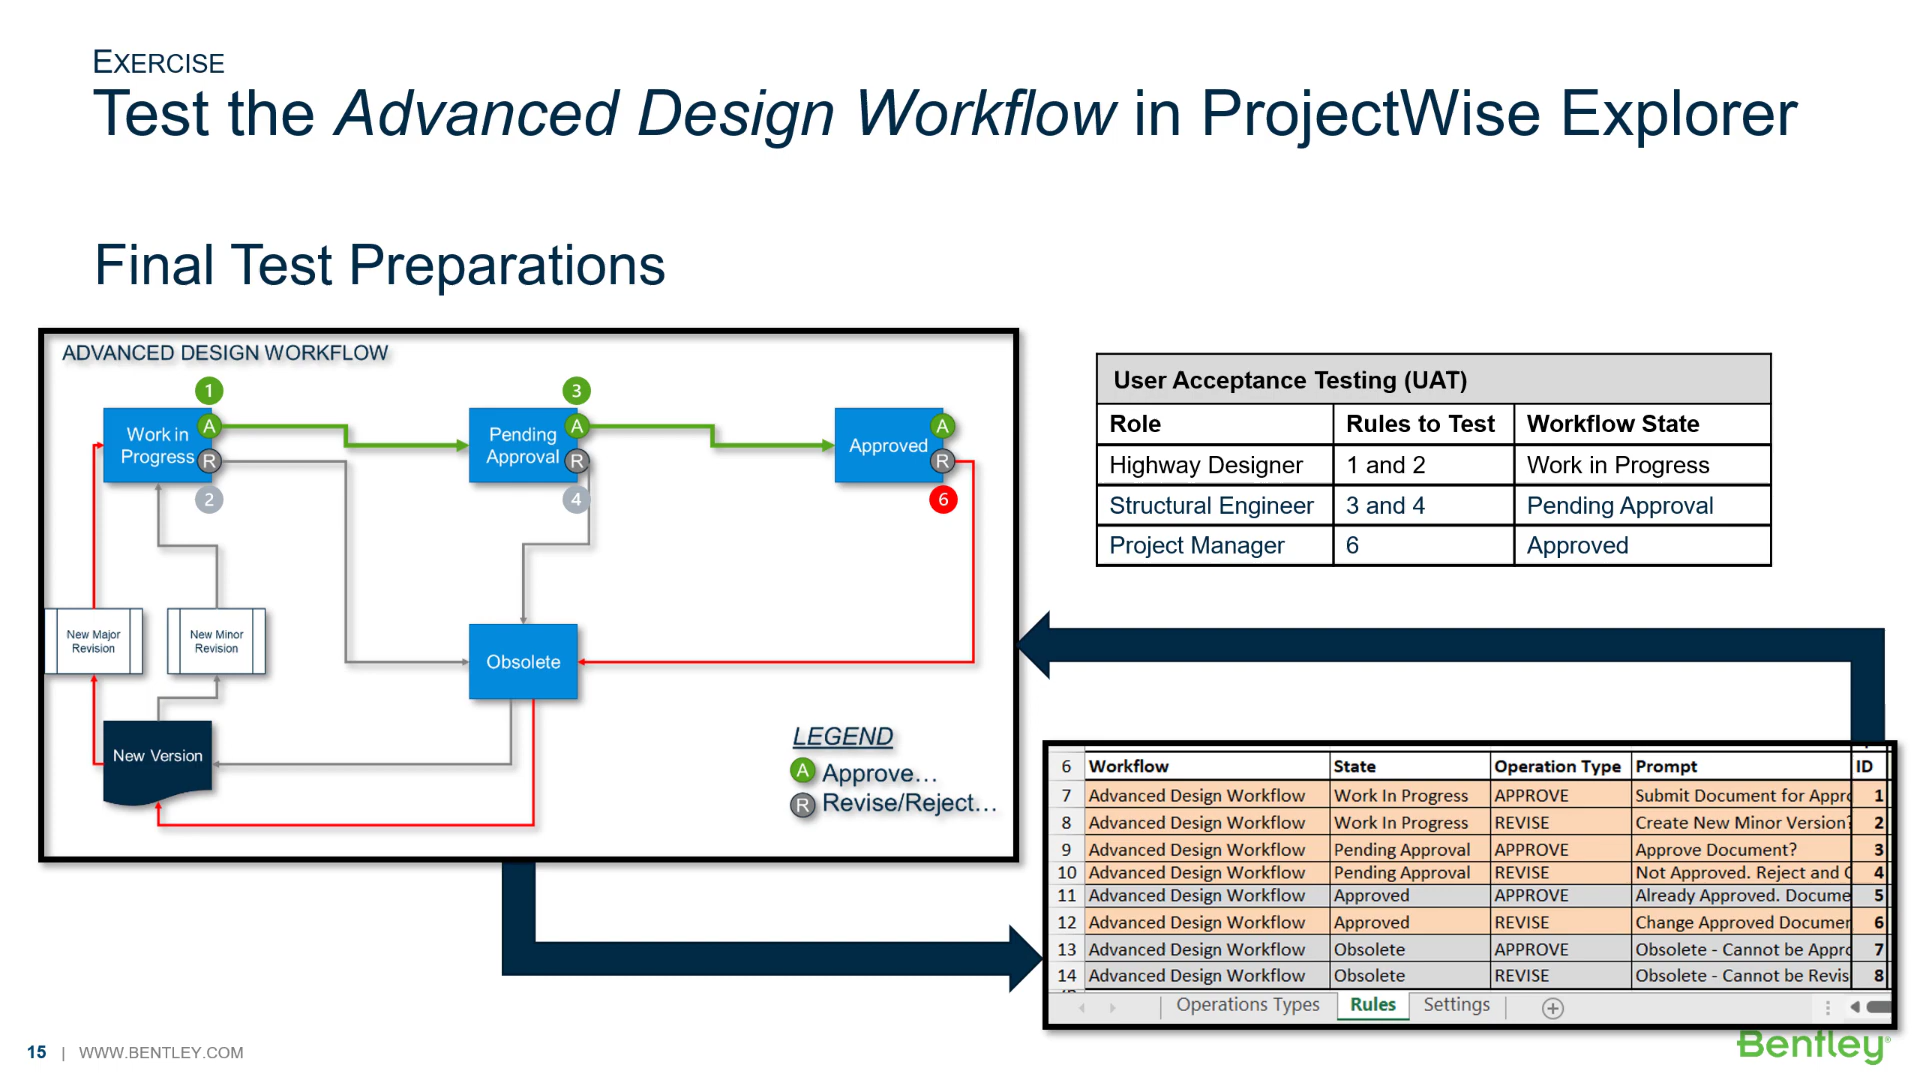 EXERCISE
Test the Advanced Design Workflow in ProjectWise Explorer
Final Test Preparations
ADVANCED DESIGN WORKFLOW
1
3
Work in
Progress
A
R
Pending
Approval
A
R
Approved
A
R
2
4
6
New Major
Revision
New Minor
Revision
Obsolete
New Version
LEGEND
A Approve…
R Revise/Reject…
User Acceptance Testing (UAT)
Role Rules to Test Workflow State
Highway Designer 1 and 2 Work in Progress
Structural Engineer 3 and 4 Pending Approval
Project Manager 6 Approved
6 Workflow State Operation Type Prompt ID
7 Advanced Design Workflow Work In Progress APPROVE Submit Document for Appro 1
8 Advanced Design Workflow Work In Progress REVISE Create New Minor Version? 2
9 Advanced Design Workflow Pending Approval APPROVE Approve Document? 3
10 Advanced Design Workflow Pending Approval REVISE Not Approved. Reject and 4
11 Advanced Design Workflow Approved APPROVE Already Approved. Docume 5
12 Advanced Design Workflow Approved REVISE Change Approved Documer 6
13 Advanced Design Workflow Obsolete APPROVE Obsolete - Cannot be Appro 7
14 Advanced Design Workflow Obsolete REVISE Obsolete - Cannot be Revis 8
Operations Types Rules Settings
15 | WWW.BENTLEY.COM
Bentley